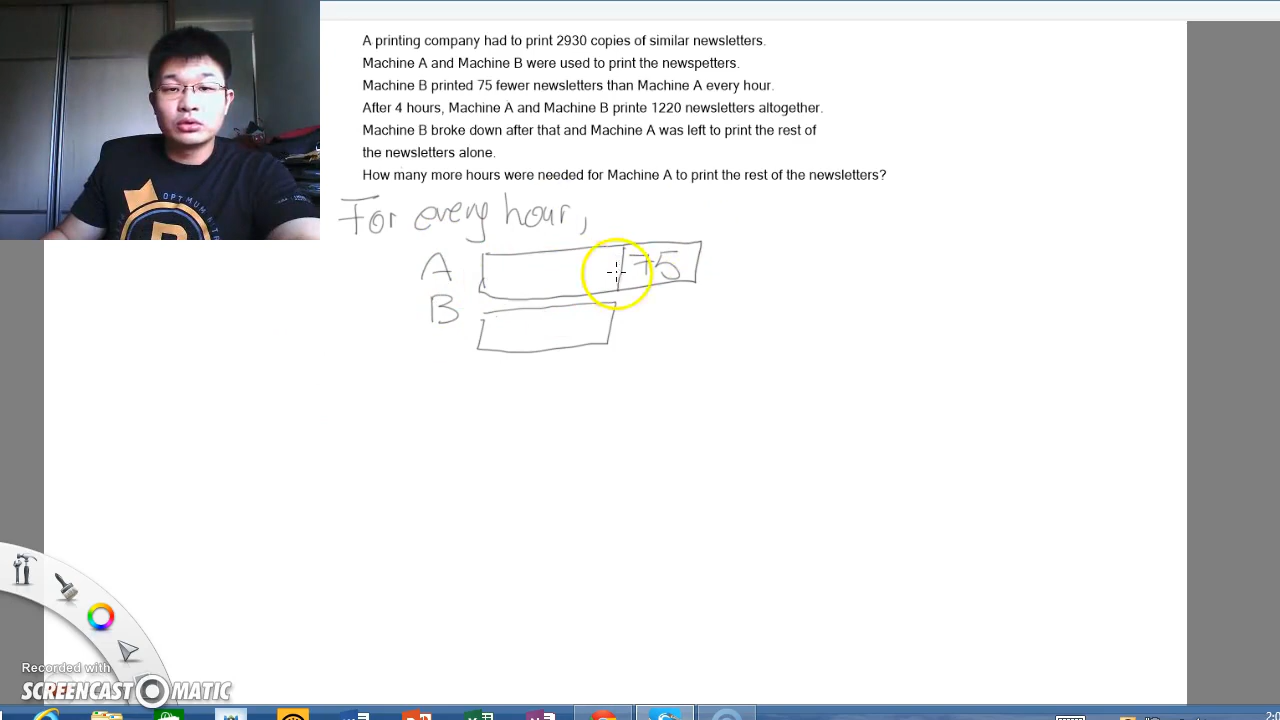 A printing company had to print 2930 copies of similar newsletters.
Machine A and Machine B were used to print the newspetters.
Machine B printed 75 fewer newsletters than Machine A every hour.
After 4 hours, Machine A and Machine B printe 1220 newsletters altogether.
Machine B broke down after that and Machine A was left to print the rest of
the newsletters alone.
How many more hours were needed for Machine A to print the rest of the newsletters?
For every hour,
A 75
B
OPTMUM NITA
Recorded with
SCREENCAST MATIC